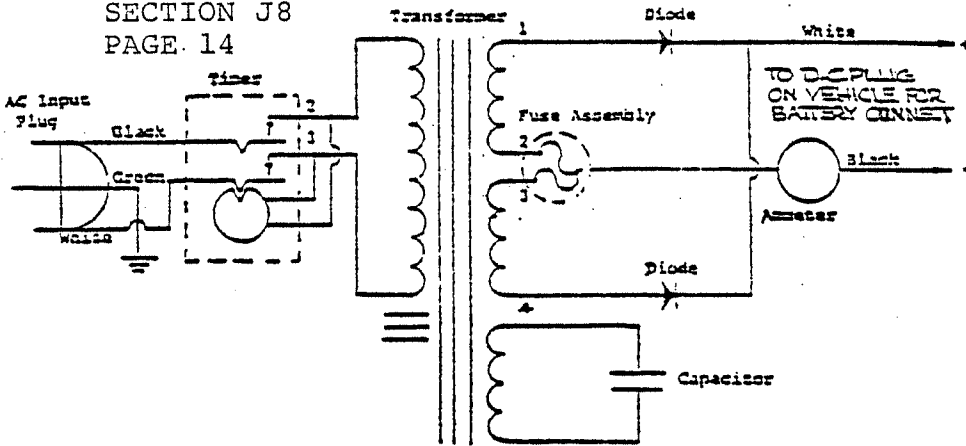 SECTION J8
PAGE 14
Transformer
Diode
1
White
Timer
TO D-C PLUG
ON VEHICLE FOR
BATTERY CONNECT
AC Input
Plug
2
Fuse Assembly
Black
3
2
Black
Green
3
Ammeter
White
Diode
4
Capacitor